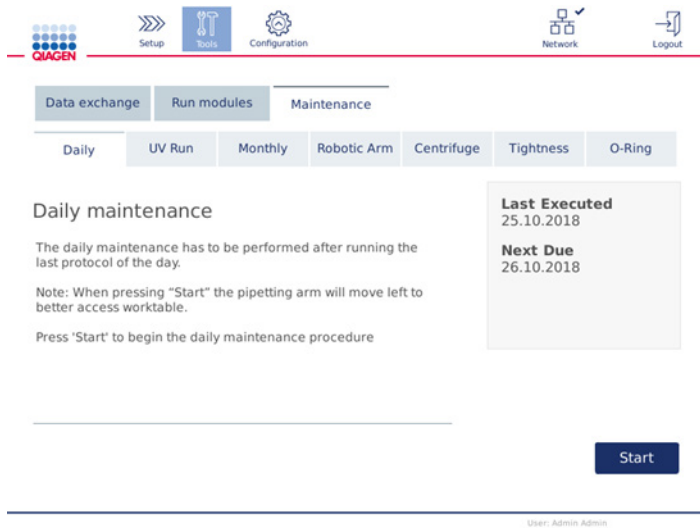 QIAGEN
Setup
Tools
Configuration
Network
Logout
Data exchange
Run modules
Maintenance
Daily
UV Run
Monthly
Robotic Arm
Centrifuge
Tightness
O-Ring
Daily maintenance
The daily maintenance has to be performed after running the
last protocol of the day.
Note: When pressing “Start” the pipetting arm will move left to
better access worktable.
Press 'Start' to begin the daily maintenance procedure
Last Executed
25.10.2018
Next Due
26.10.2018
Start
User: Admin Admin